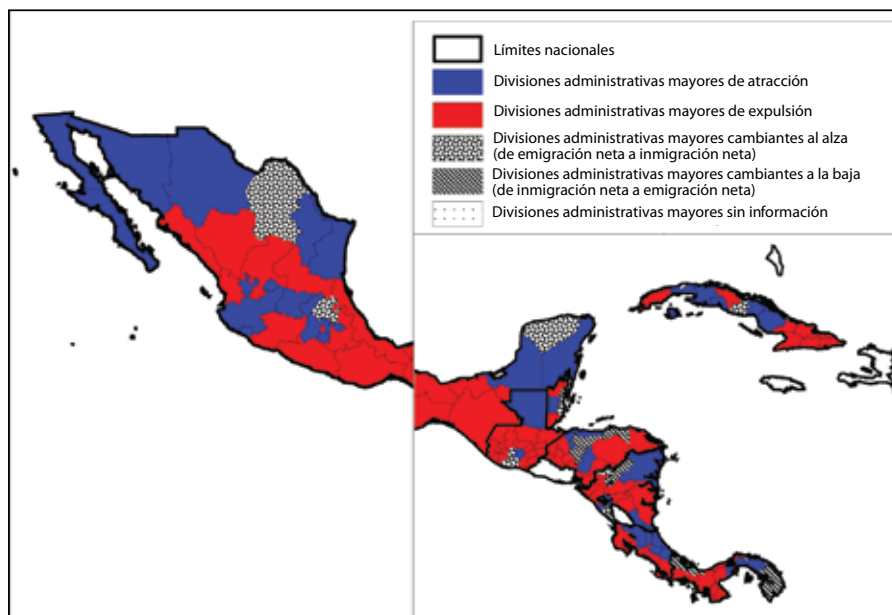 Límites nacionales
Divisiones administrativas mayores de atracción
Divisiones administrativas mayores de expulsión
Divisiones administrativas mayores cambiantes al alza
(de emigración neta a inmigración neta)
Divisiones administrativas mayores cambiantes a la baja
(de inmigración neta a emigración neta)
Divisiones administrativas mayores sin información